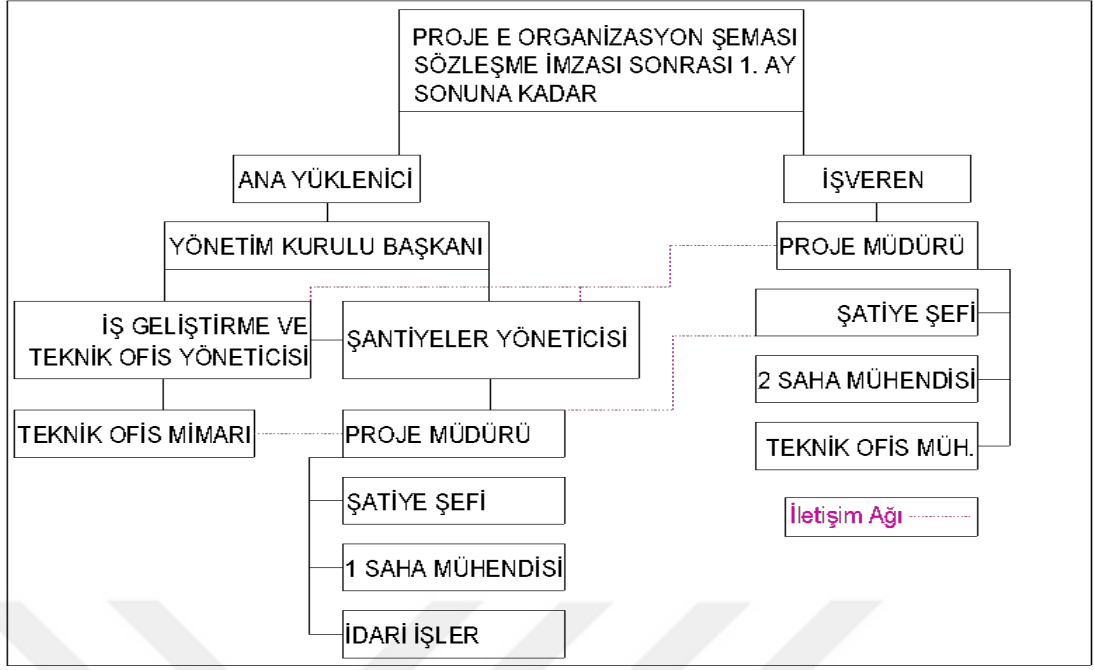 PROJE E ORGANİZASYON ŞEMASI
SÖZLEŞME İMZASI SONRASI 1. AY
SONUNA KADAR
ANA YÜKLENİCİ
İŞVEREN
YÖNETİM KURULU BAŞKANI
PROJE MÜDÜRÜ
İŞ GELİŞTİRME VE
TEKNİK OFİS YÖNETİCİSİ
ŞANTİYELER YÖNETİCİSİ
ŞATİYE ŞEFİ
2 SAHA MÜHENDİSİ
TEKNİK OFİS MİMARI
PROJE MÜDÜRÜ
TEKNİK OFİS MÜH.
ŞATİYE ŞEFİ
İletişim Ağı
1 SAHA MÜHENDİSİ
İDARİ İŞLER